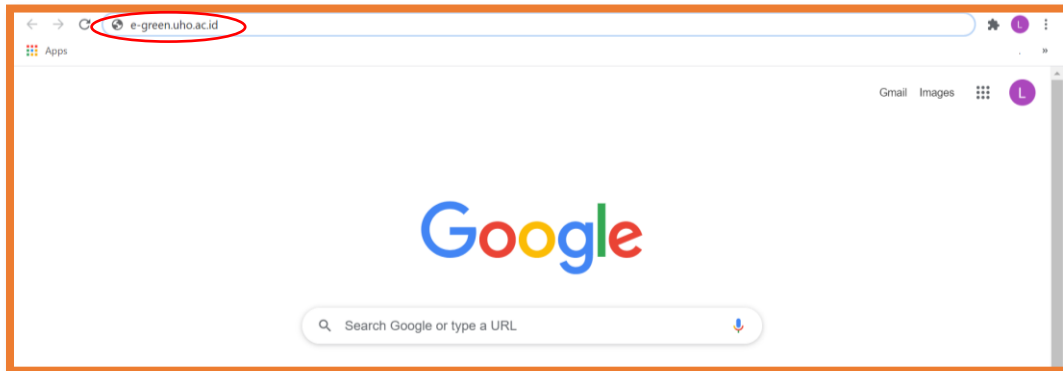 e-green.uho.ac.id
L
Apps
»
Gmail Images
L
Google
Search Google or type a URL